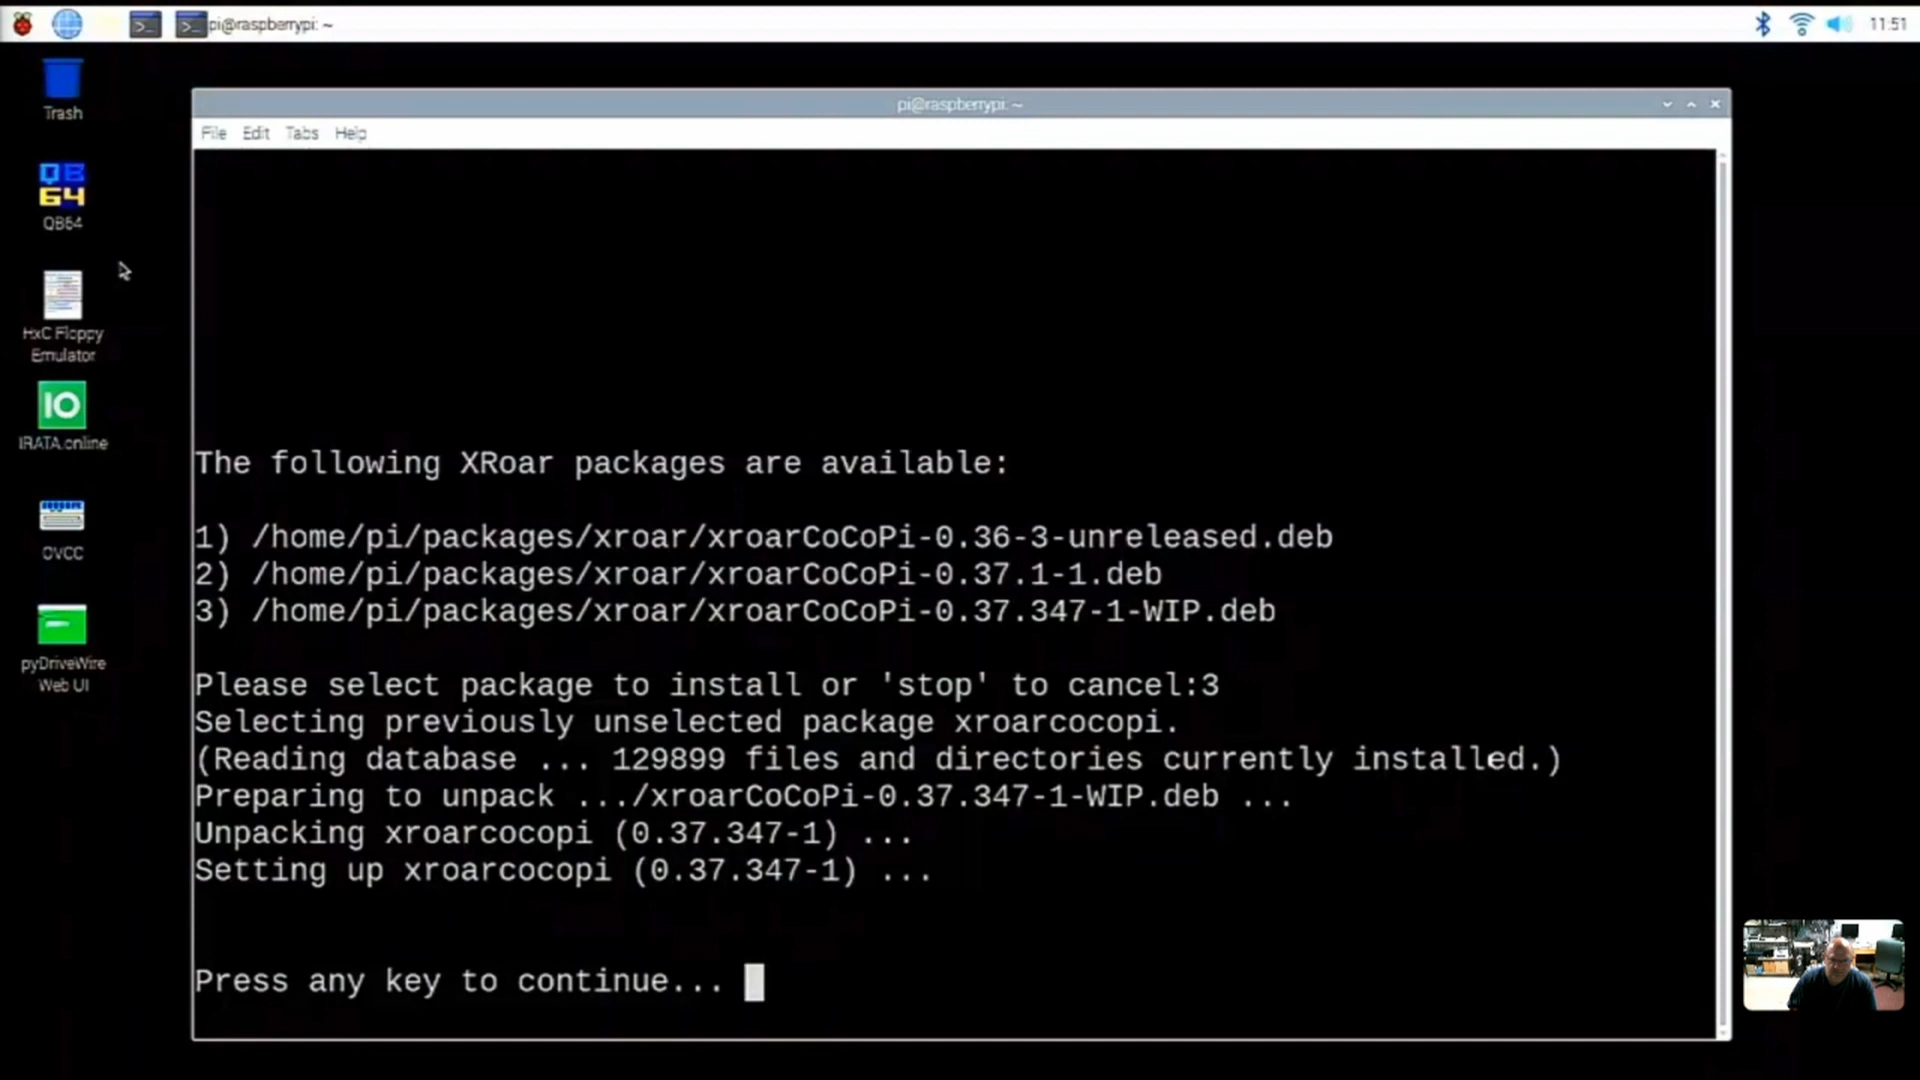 pi@raspberrypi: ~
11:51
Trash
QB64
QB64
HxC Floppy
Emulator
IO
IRATA.online
OVCC
pyDriveWire
Web UI
pi@raspberrypi: ~
File Edit Tabs Help
The following XRoar packages are available:
1) /home/pi/packages/xroar/xroarCoCoPi-0.36-3-unreleased.deb
2) /home/pi/packages/xroar/xroarCoCoPi-0.37.1-1.deb
3) /home/pi/packages/xroar/xroarCoCoPi-0.37.347-1-WIP.deb
Please select package to install or 'stop' to cancel:3
Selecting previously unselected package xroarcocopi.
(Reading database ... 129899 files and directories currently installed.)
Preparing to unpack .../xroarCoCoPi-0.37.347-1-WIP.deb ...
Unpacking xroarcocopi (0.37.347-1) ...
Setting up xroarcocopi (0.37.347-1) ...
Press any key to continue...